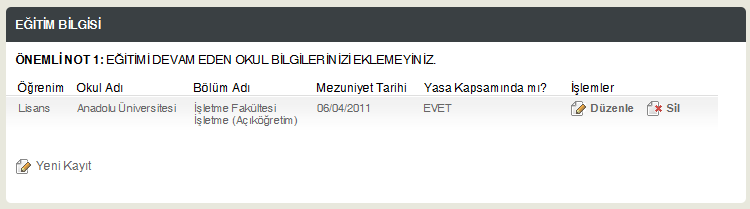 EĞİTİM BİLGİSİ
ÖNEMLİ NOT 1: EĞİTİMİ DEVAM EDEN OKUL BİLGİLERİNİZİ EKLEMEYİNİZ.
Öğrenim Okul Adı Bölüm Adı Mezuniyet Tarihi Yasa Kapsamında mı? İşlemler
Lisans Anadolu Üniversitesi İşletme Fakültesi 06/04/2011 EVET Düzenle Sil
İşletme (Açıköğretim)
Yeni Kayıt